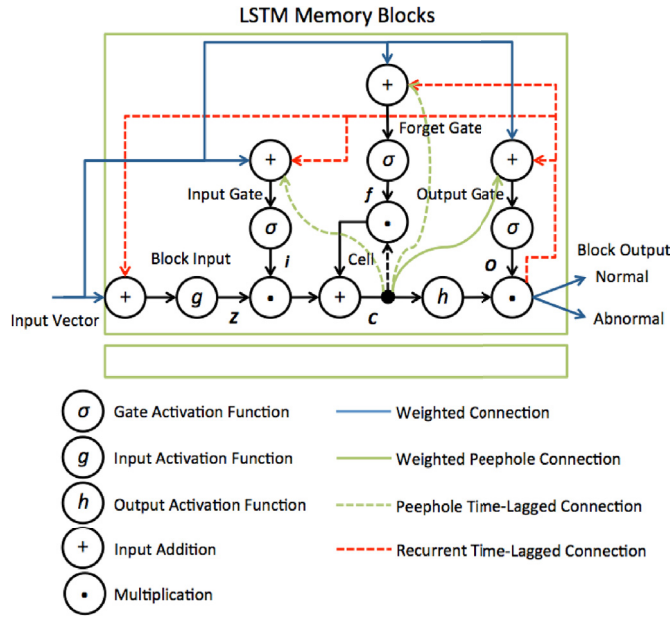 LSTM Memory Blocks
+
Forget Gate
+
σ
+
Input Gate
f
Output Gate
σ
•
σ
Block Input
i
Cell
o
Block Output
Normal
+
g
•
+
h
•
Input Vector
z
c
Abnormal
σ Gate Activation Function
Weighted Connection
g Input Activation Function
Weighted Peephole Connection
h Output Activation Function
Peephole Time-Lagged Connection
+ Input Addition
Recurrent Time-Lagged Connection
• Multiplication